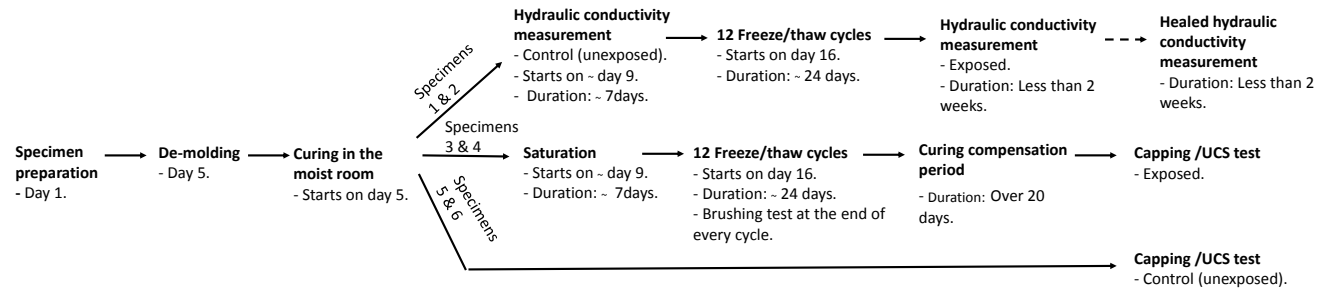 Specimen
preparation
- Day 1.
De-molding
- Day 5.
Curing in the
moist room
- Starts on day 5.
Specimens
1 & 2
Hydraulic conductivity
measurement
- Control (unexposed).
- Starts on ~ day 9.
- Duration: ~ 7days.
12 Freeze/thaw cycles
- Starts on day 16.
- Duration: ~ 24 days.
Hydraulic conductivity
measurement
- Exposed.
- Duration: Less than 2
weeks.
Healed hydraulic
conductivity
measurement
- Duration: Less than 2
weeks.
Specimens
3 & 4
Saturation
- Starts on ~ day 9.
- Duration: ~ 7days.
12 Freeze/thaw cycles
- Starts on day 16.
- Duration: ~ 24 days.
- Brushing test at the end of
every cycle.
Curing compensation
period
- Duration: Over 20
days.
Capping /UCS test
- Exposed.
Specimens
5 & 6
Capping /UCS test
- Control (unexposed).